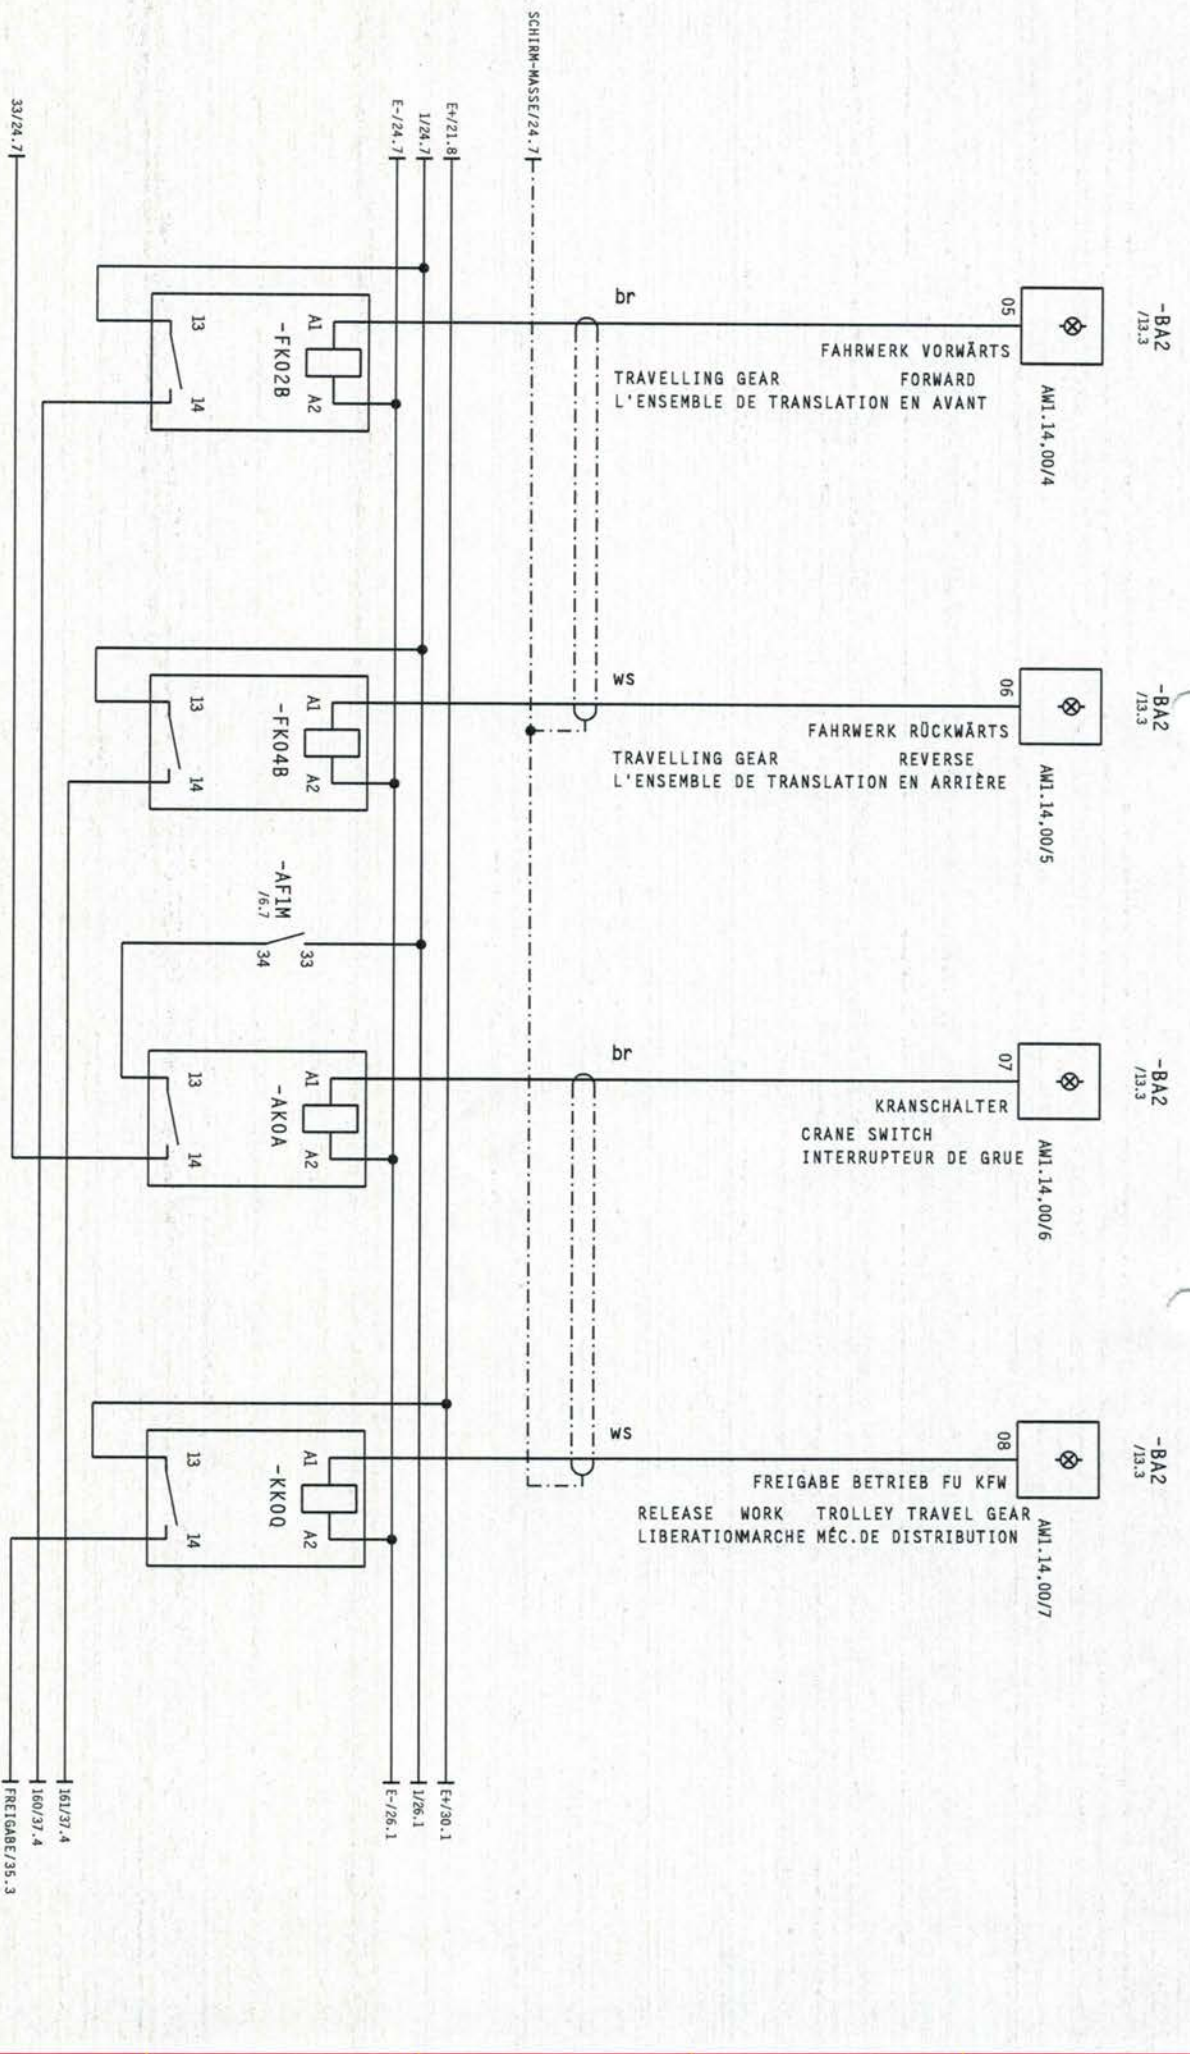 -BA2
/13.3
AW1.14.00/4
05
FAHRWERK VORWÄRTS
TRAVELLING GEAR FORWARD
L'ENSEMBLE DE TRANSLATION EN AVANT
br
-BA2
/13.3
AW1.14.00/5
06
FAHRWERK RÜCKWÄRTS
TRAVELLING GEAR REVERSE
L'ENSEMBLE DE TRANSLATION EN ARRIÈRE
ws
-BA2
/13.3
AW1.14.00/6
07
KRANSCHALTER
CRANE SWITCH
INTERRUPTEUR DE GRUE
br
-BA2
/13.3
AW1.14.00/7
08
FREIGABE BETRIEB FU KFW
RELEASE WORK TROLLEY TRAVEL GEAR
LIBERATIONMARCHE MÉC.DE DISTRIBUTION
ws
SCHIRM-MASSE/24.7
E+/21.8
1/24.7
E-/24.7
E+/30.1
1/26.1
E-/26.1
A1
A2
-FK02B
13
14
A1
A2
-FK04B
13
14
-AF1M
/6.7
33
34
A1
A2
-AK0A
13
14
A1
A2
-KK0Q
13
14
33/24.7
161/37.4
160/37.4
FREIGABE/35.3